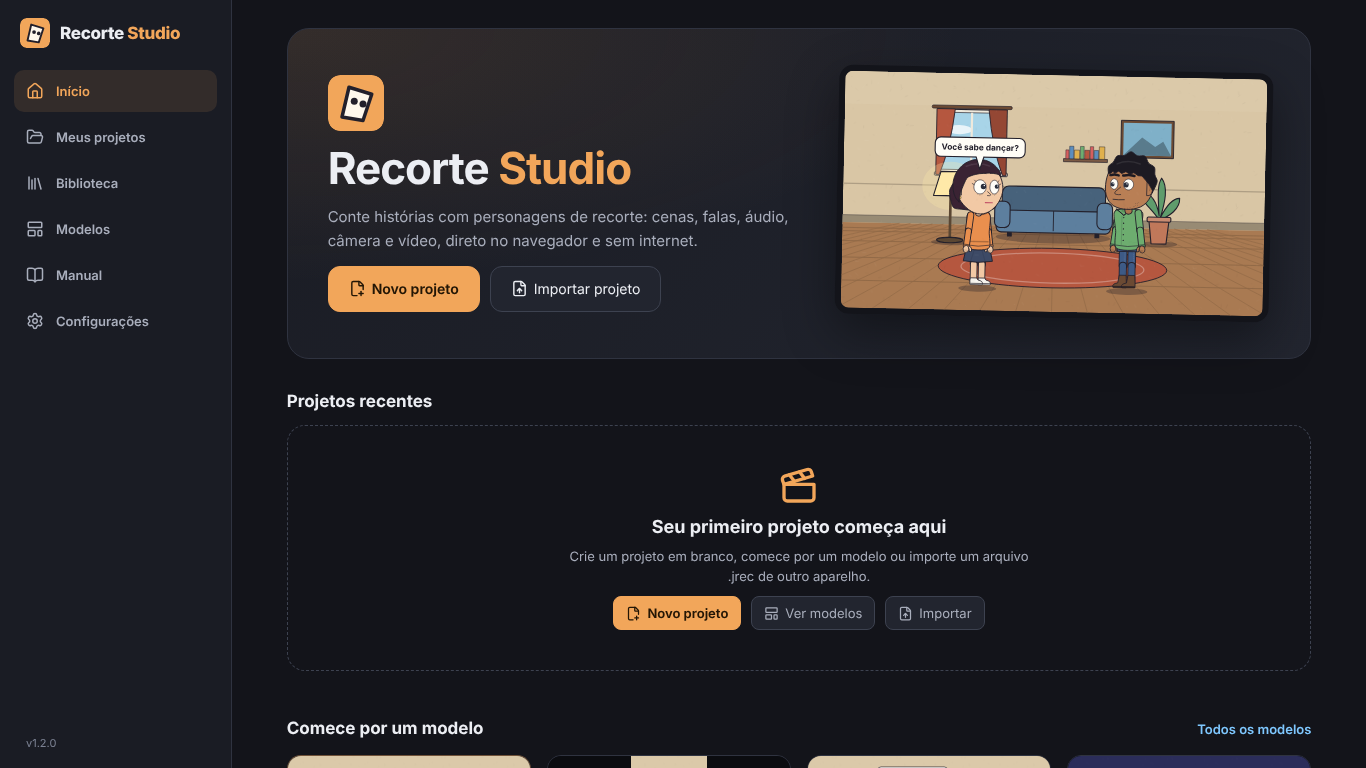 Recorte Studio
Início
Meus projetos
Biblioteca
Modelos
Manual
Configurações
v1.2.0
Recorte Studio
Conte histórias com personagens de recorte: cenas, falas, áudio,
câmera e vídeo, direto no navegador e sem internet.
Novo projeto
Importar projeto
Você sabe dançar?
Projetos recentes
Seu primeiro projeto começa aqui
Crie um projeto em branco, comece por um modelo ou importe um arquivo
.jrec de outro aparelho.
Novo projeto
Ver modelos
Importar
Comece por um modelo
Todos os modelos